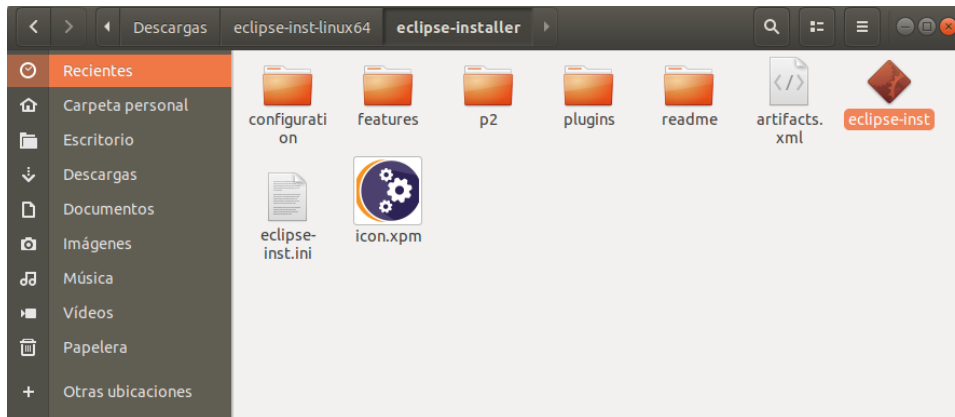 Descargas eclipse-inst-linux64 eclipse-installer
Recientes
Carpeta personal
Escritorio
Descargas
Documentos
Imágenes
Música
Vídeos
Papelera
Otras ubicaciones
configurati
on
features
p2
plugins
readme
artifacts.
xml
eclipse-inst
eclipse-
inst.ini
icon.xpm